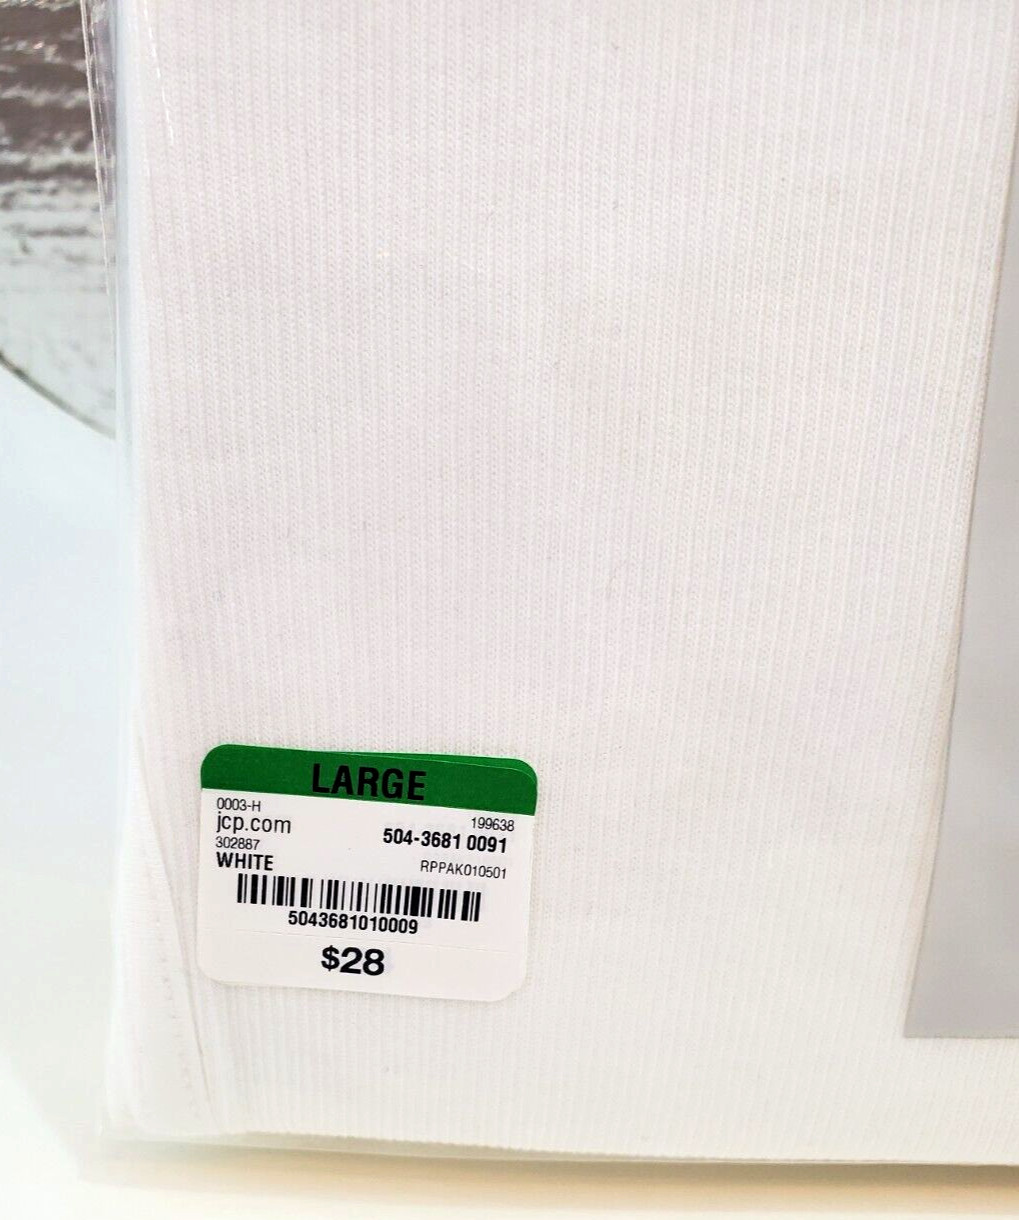 LARGE
0003-H
199638
jcp.com
504-3681 0091
302887
WHITE
RPPAK010501
5043681010009
$28